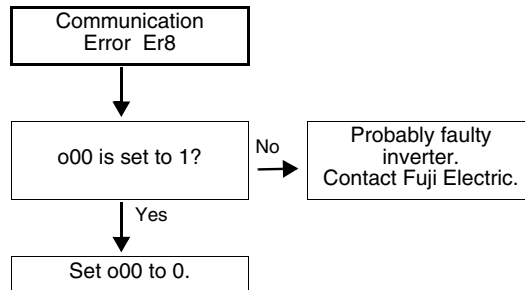 Communication
Error Er8
o00 is set to 1?
No
Probably faulty
inverter.
Contact Fuji Electric.
Yes
Set o00 to 0.